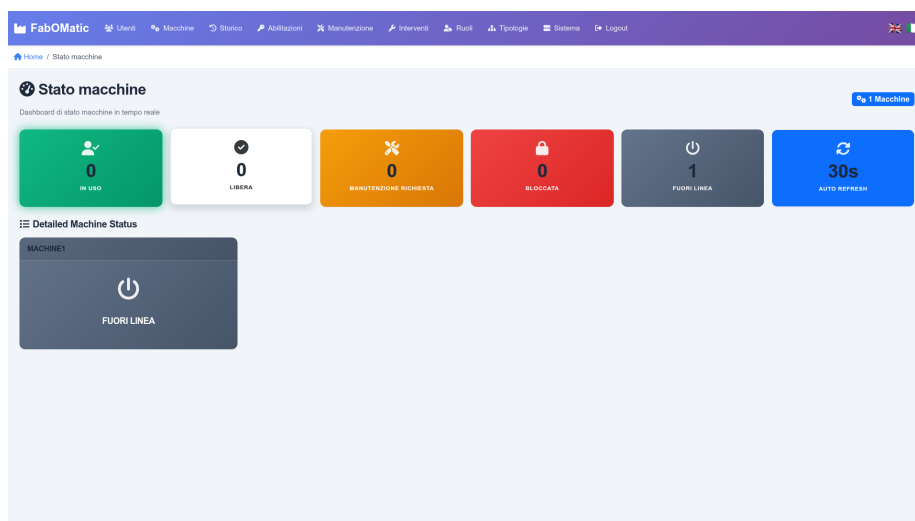 FabOMatic Utenti Macchine Storico Abilitazioni Manutenzione Interventi Ruoli Tipologie Sistema Logout
Home / Stato macchine
Stato macchine
1 Macchine
Dashboard di stato macchine in tempo reale
0
IN USO
0
LIBERA
0
MANUTENZIONE RICHIESTA
0
BLOCCATA
1
FUORI LINEA
30s
AUTO REFRESH
Detailed Machine Status
MACHINE1
FUORI LINEA